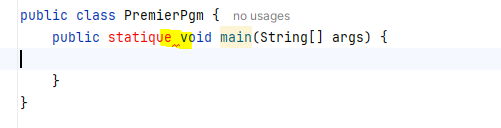 public class PremierPgm {   no usages
    public statique void main(String[] args) {

    }
}